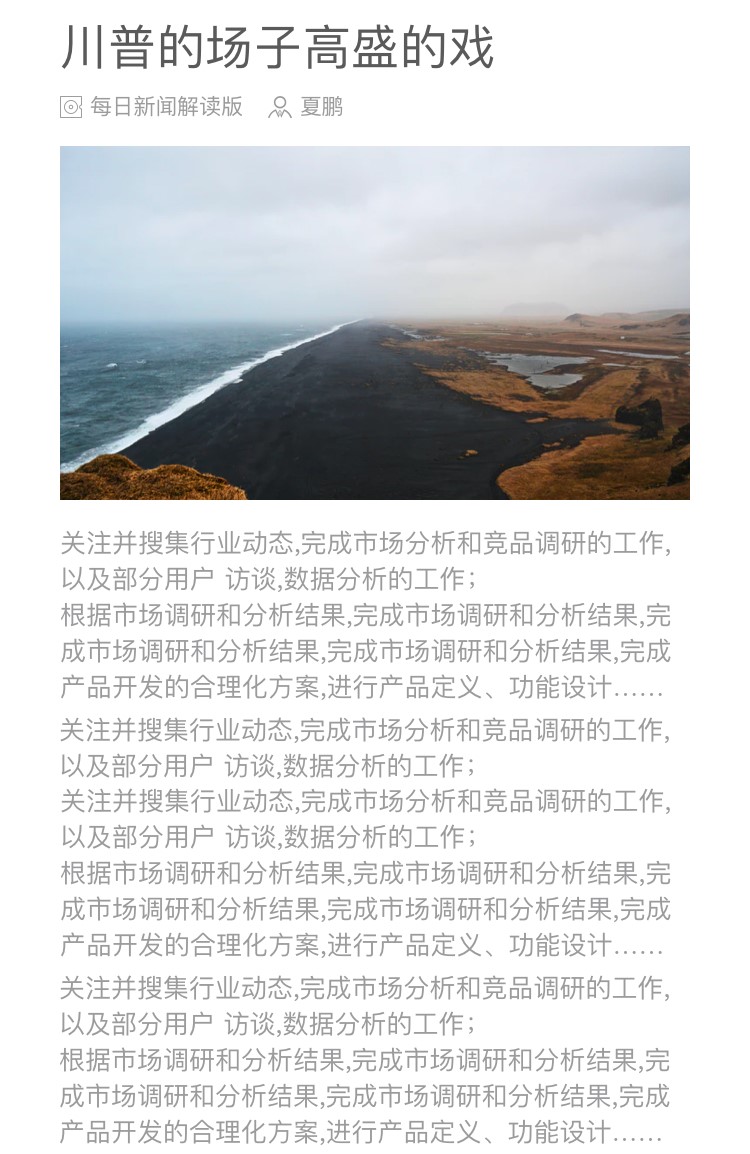 川普的场子高盛的戏
每日新闻解读版 夏鹏
关注并搜集行业动态,完成市场分析和竞品调研的工作,
以及部分用户 访谈,数据分析的工作；
根据市场调研和分析结果,完成市场调研和分析结果,完
成市场调研和分析结果,完成市场调研和分析结果,完成
产品开发的合理化方案,进行产品定义、功能设计……
关注并搜集行业动态,完成市场分析和竞品调研的工作,
以及部分用户 访谈,数据分析的工作；
关注并搜集行业动态,完成市场分析和竞品调研的工作,
以及部分用户 访谈,数据分析的工作；
根据市场调研和分析结果,完成市场调研和分析结果,完
成市场调研和分析结果,完成市场调研和分析结果,完成
产品开发的合理化方案,进行产品定义、功能设计……
关注并搜集行业动态,完成市场分析和竞品调研的工作,
以及部分用户 访谈,数据分析的工作；
根据市场调研和分析结果,完成市场调研和分析结果,完
成市场调研和分析结果,完成市场调研和分析结果,完成
产品开发的合理化方案,进行产品定义、功能设计……